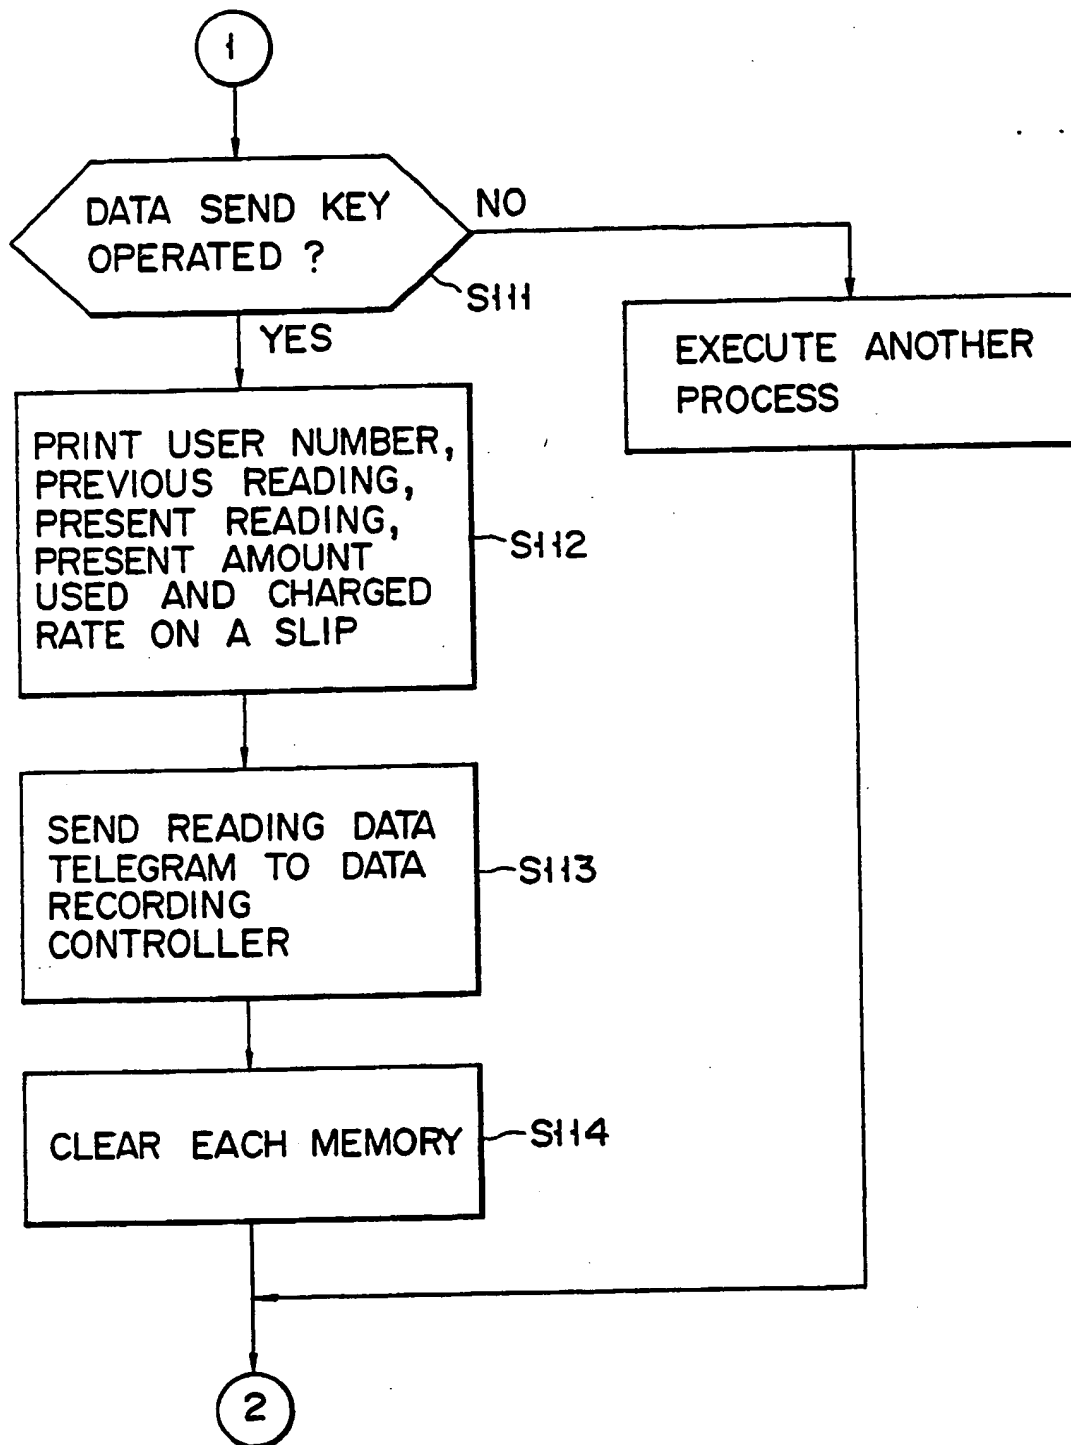 1
DATA SEND KEY
OPERATED ?
NO
S111
YES
EXECUTE ANOTHER
PROCESS
PRINT USER NUMBER,
PREVIOUS READING,
PRESENT READING,
PRESENT AMOUNT
USED AND CHARGED
RATE ON A SLIP
S112
SEND READING DATA
TELEGRAM TO DATA
RECORDING
CONTROLLER
S113
CLEAR EACH MEMORY
S114
2